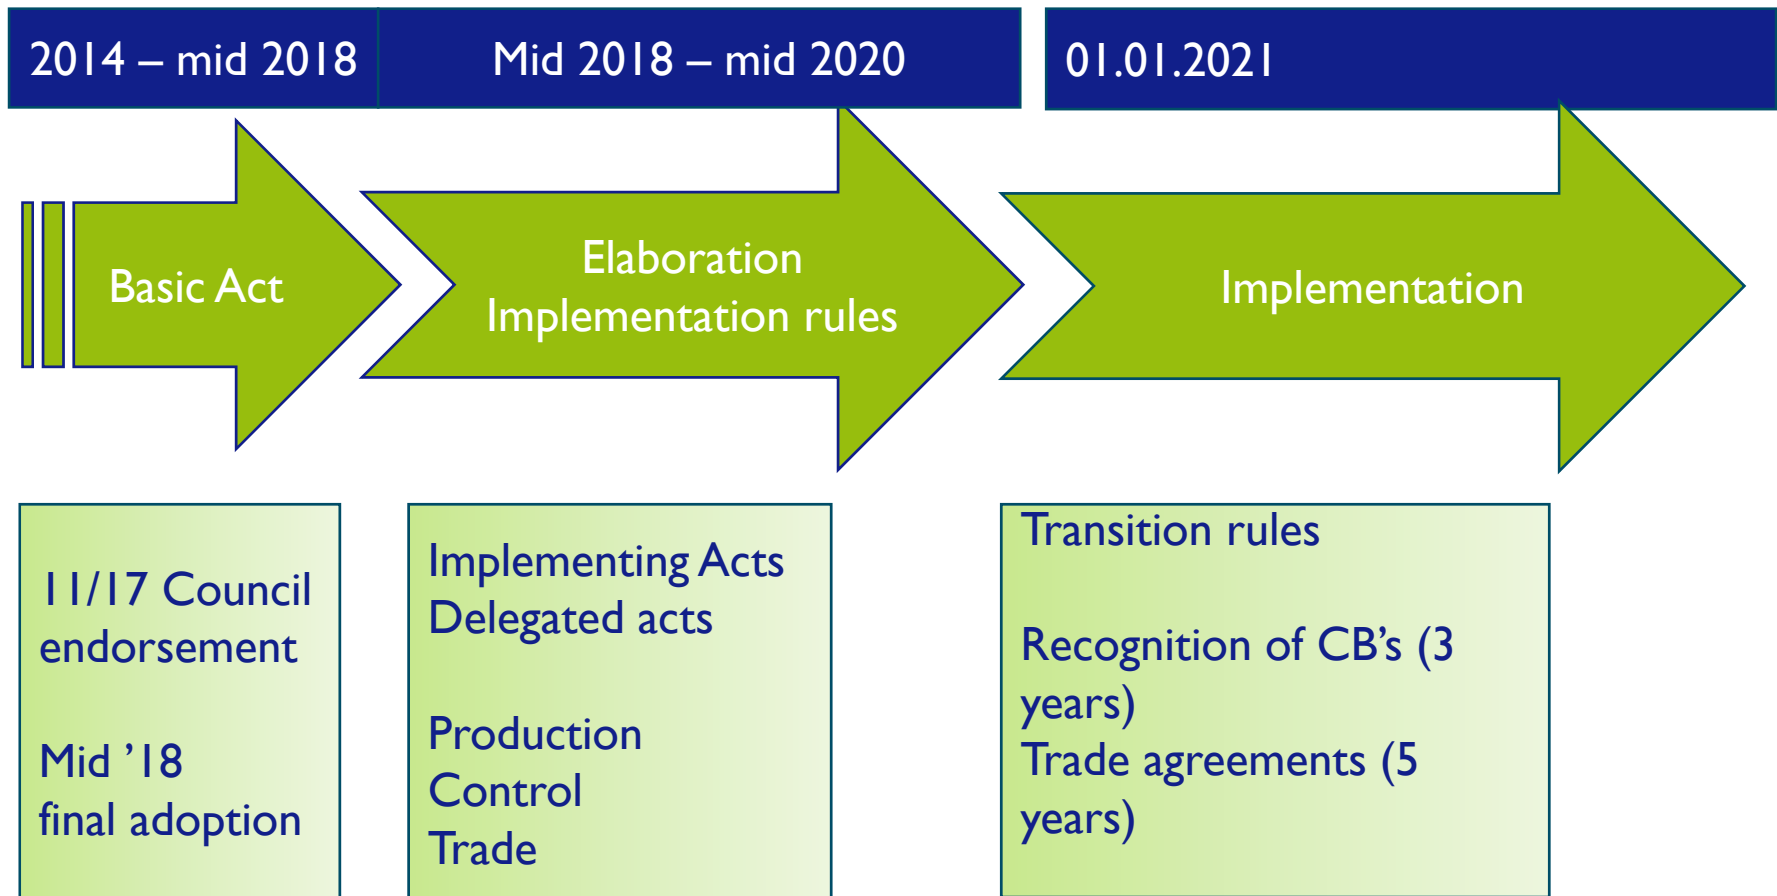 2014 – mid 2018
Mid 2018 – mid 2020
01.01.2021
Basic Act
Elaboration
Implementation rules
Implementation
11/17 Council
endorsement
Mid ’18
final adoption
Implementing Acts
Delegated acts
Production
Control
Trade
Transition rules
Recognition of CB’s (3
years)
Trade agreements (5
years)